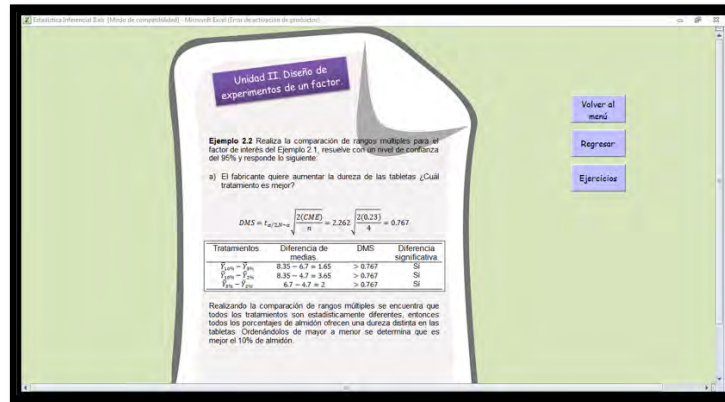 Estadística Inferencial II.xls [Modo de compatibilidad] - Microsoft Excel (Error de activación de productos)
Unidad II. Diseño de
experimentos de un factor.
Volver al
menú
Regresar
Ejercicios
Ejemplo 2.2 Realiza la comparación de rangos múltiples para el
factor de interés del Ejemplo 2.1, resuelve con un nivel de confianza
del 95% y responde lo siguiente:
a) El fabricante quiere aumentar la dureza de las tabletas ¿Cuál
tratamiento es mejor?
DMS = t_{α/2,N−a} √(2(CME)/n) = 2.262 √(2(0.23)/4) = 0.767
Tratamientos Diferencia de DMS Diferencia
medias significativa
Ȳ10% − Ȳ5% 8.35 − 6.7 = 1.65 > 0.767 Sí
Ȳ10% − Ȳ2% 8.35 − 4.7 = 3.65 > 0.767 Sí
Ȳ5% − Ȳ2% 6.7 − 4.7 = 2 > 0.767 Sí
Realizando la comparación de rangos múltiples se encuentra que
todos los tratamientos son estadísticamente diferentes, entonces
todos los porcentajes de almidón ofrecen una dureza distinta en las
tabletas. Ordenándolos de mayor a menor se determina que es
mejor el 10% de almidón.